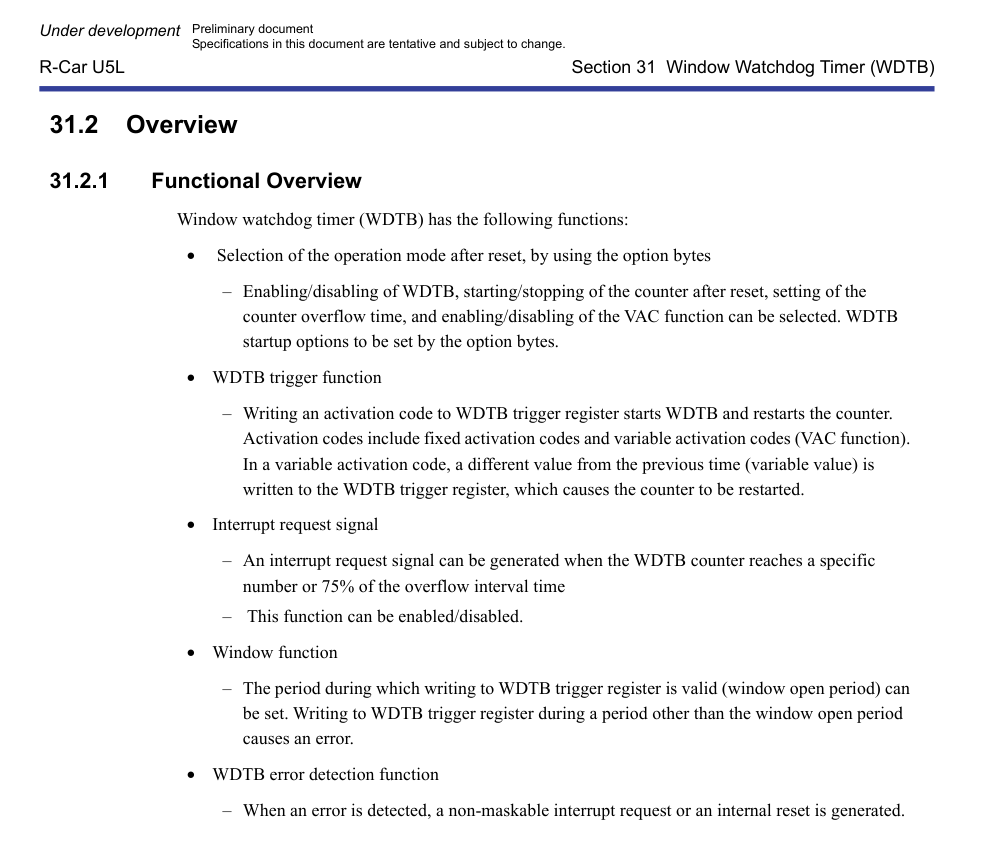 Under development Preliminary document
Specifications in this document are tentative and subject to change.
R-Car U5L Section 31 Window Watchdog Timer (WDTB)
31.2 Overview
31.2.1 Functional Overview
Window watchdog timer (WDTB) has the following functions:
• Selection of the operation mode after reset, by using the option bytes
– Enabling/disabling of WDTB, starting/stopping of the counter after reset, setting of the
counter overflow time, and enabling/disabling of the VAC function can be selected. WDTB
startup options to be set by the option bytes.
• WDTB trigger function
– Writing an activation code to WDTB trigger register starts WDTB and restarts the counter.
Activation codes include fixed activation codes and variable activation codes (VAC function).
In a variable activation code, a different value from the previous time (variable value) is
written to the WDTB trigger register, which causes the counter to be restarted.
• Interrupt request signal
– An interrupt request signal can be generated when the WDTB counter reaches a specific
number or 75% of the overflow interval time
– This function can be enabled/disabled.
• Window function
– The period during which writing to WDTB trigger register is valid (window open period) can
be set. Writing to WDTB trigger register during a period other than the window open period
causes an error.
• WDTB error detection function
– When an error is detected, a non-maskable interrupt request or an internal reset is generated.